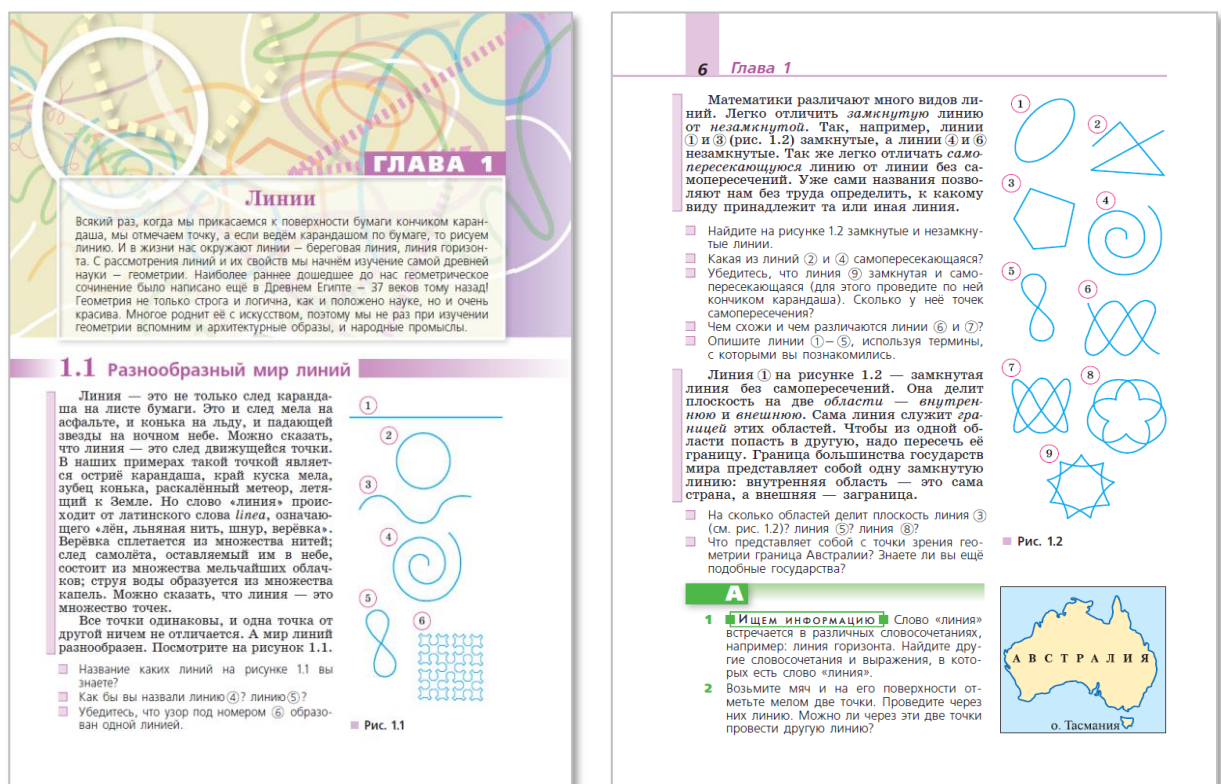 ГЛАВА 1
Линии
Всякий раз, когда мы прикасаемся к поверхности бумаги кончиком каран-
даша, мы отмечаем точку, а если ведём карандашом по бумаге, то рисуем
линию. И в жизни нас окружают линии – береговая линия, линия горизон-
та. С рассмотрения линий и их свойств мы начнём изучение самой древней
науки – геометрии. Наиболее раннее дошедшее до нас геометрическое
сочинение было написано ещё в Древнем Египте – 37 веков тому назад!
Геометрия не только строга и логична, как и положено науке, но и очень
красива. Многое роднит её с искусством, поэтому мы не раз при изучении
геометрии вспомним и архитектурные образы, и народные промыслы.
1.1 Разнообразный мир линий
Линия — это не только след каранда-
ша на листе бумаги. Это и след мела на
асфальте, и конька на льду, и падающей
звезды на ночном небе. Можно сказать,
что линия — это след движущейся точки.
В наших примерах такой точкой являет-
ся остриё карандаша, край куска мела,
зубец конька, раскалённый метеор, летя-
щий к Земле. Но слово «линия» проис-
ходит от латинского слова linea, означаю-
щего «лён, льняная нить, шнур, верёвка».
Верёвка сплетается из множества нитей;
след самолёта, оставляемый им в небе,
состоит из множества мельчайших облач-
ков; струя воды образуется из множества
капель. Можно сказать, что линия — это
множество точек.
Все точки одинаковы, и одна точка от
другой ничем не отличается. А мир линий
разнообразен. Посмотрите на рисунок 1.1.
Название каких линий на рисунке 1.1 вы
знаете?
Как бы вы назвали линию 4? линию 5?
Убедитесь, что узор под номером 6 образо-
ван одной линией.
1
2
3
4
5
6
Рис. 1.1
6 Глава 1
Математики различают много видов ли-
ний. Легко отличить замкнутую линию
от незамкнутой. Так, например, линии
1 и 3 (рис. 1.2) замкнутые, а линии 4 и 6
незамкнутые. Так же легко отличать само-
пересекающуюся линию от линии без са-
мопересечений. Уже сами названия позво-
ляют нам без труда определить, к какому
виду принадлежит та или иная линия.
Найдите на рисунке 1.2 замкнутые и незамкну-
тые линии.
Какая из линий 2 и 4 самопересекающаяся?
Убедитесь, что линия 9 замкнутая и само-
пересекающаяся (для этого проведите по ней
кончиком карандаша). Сколько у неё точек
самопересечения?
Чем схожи и чем различаются линии 6 и 7?
Опишите линии 1–5, используя термины,
с которыми вы познакомились.
Линия 1 на рисунке 1.2 — замкнутая
линия без самопересечений. Она делит
плоскость на две области — внутрен-
нюю и внешнюю. Сама линия служит гра-
ницей этих областей. Чтобы из одной об-
ласти попасть в другую, надо пересечь её
границу. Граница большинства государств
мира представляет собой одну замкнутую
линию: внутренняя область — это сама
страна, а внешняя — заграница.
На сколько областей делит плоскость линия 3
(см. рис. 1.2)? линия 5? линия 8?
Что представляет собой с точки зрения гео-
метрии граница Австралии? Знаете ли вы ещё
подобные государства?
1
2
3
4
5
6
7
8
9
Рис. 1.2
А
1 Ищем информацию Слово «линия»
встречается в различных словосочетаниях,
например: линия горизонта. Найдите дру-
гие словосочетания и выражения, в кото-
рых есть слово «линия».
2 Возьмите мяч и на его поверхности от-
метьте мелом две точки. Проведите через
них линию. Можно ли через эти две точки
провести другую линию?
АВСТРАЛИЯ
о. Тасмания